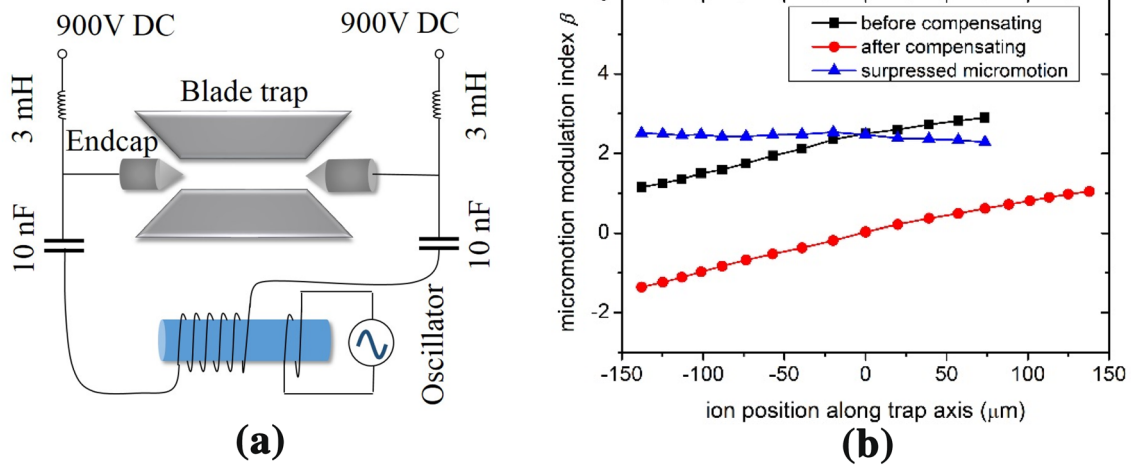 900V DC
900V DC
3 mH
Blade trap
3 mH
Endcap
10 nF
10 nF
Oscillator
(a)
before compensating
after compensating
surpressed micromotion
micromotion modulation index β
4
2
0
-2
-150
-100
-50
0
50
100
150
ion position along trap axis (μm)
(b)